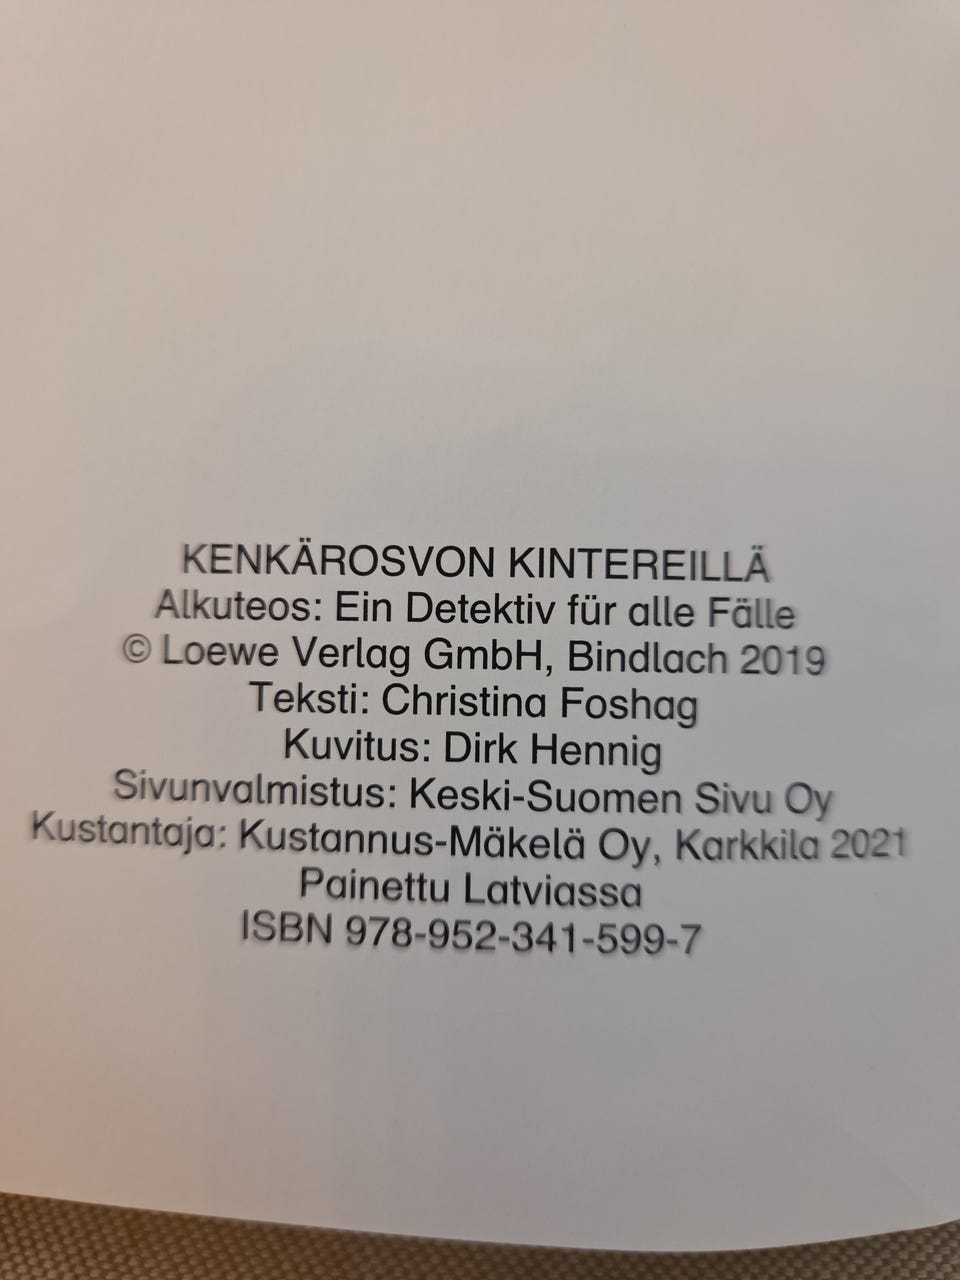 KENKÄROSVON KINTEREILLÄ
Alkuteos: Ein Detektiv für alle Fälle
© Loewe Verlag GmbH, Bindlach 2019
Teksti: Christina Foshag
Kuvitus: Dirk Hennig
Sivunvalmistus: Keski-Suomen Sivu Oy
Kustantaja: Kustannus-Mäkelä Oy, Karkkila 2021
Painettu Latviassa
ISBN 978-952-341-599-7